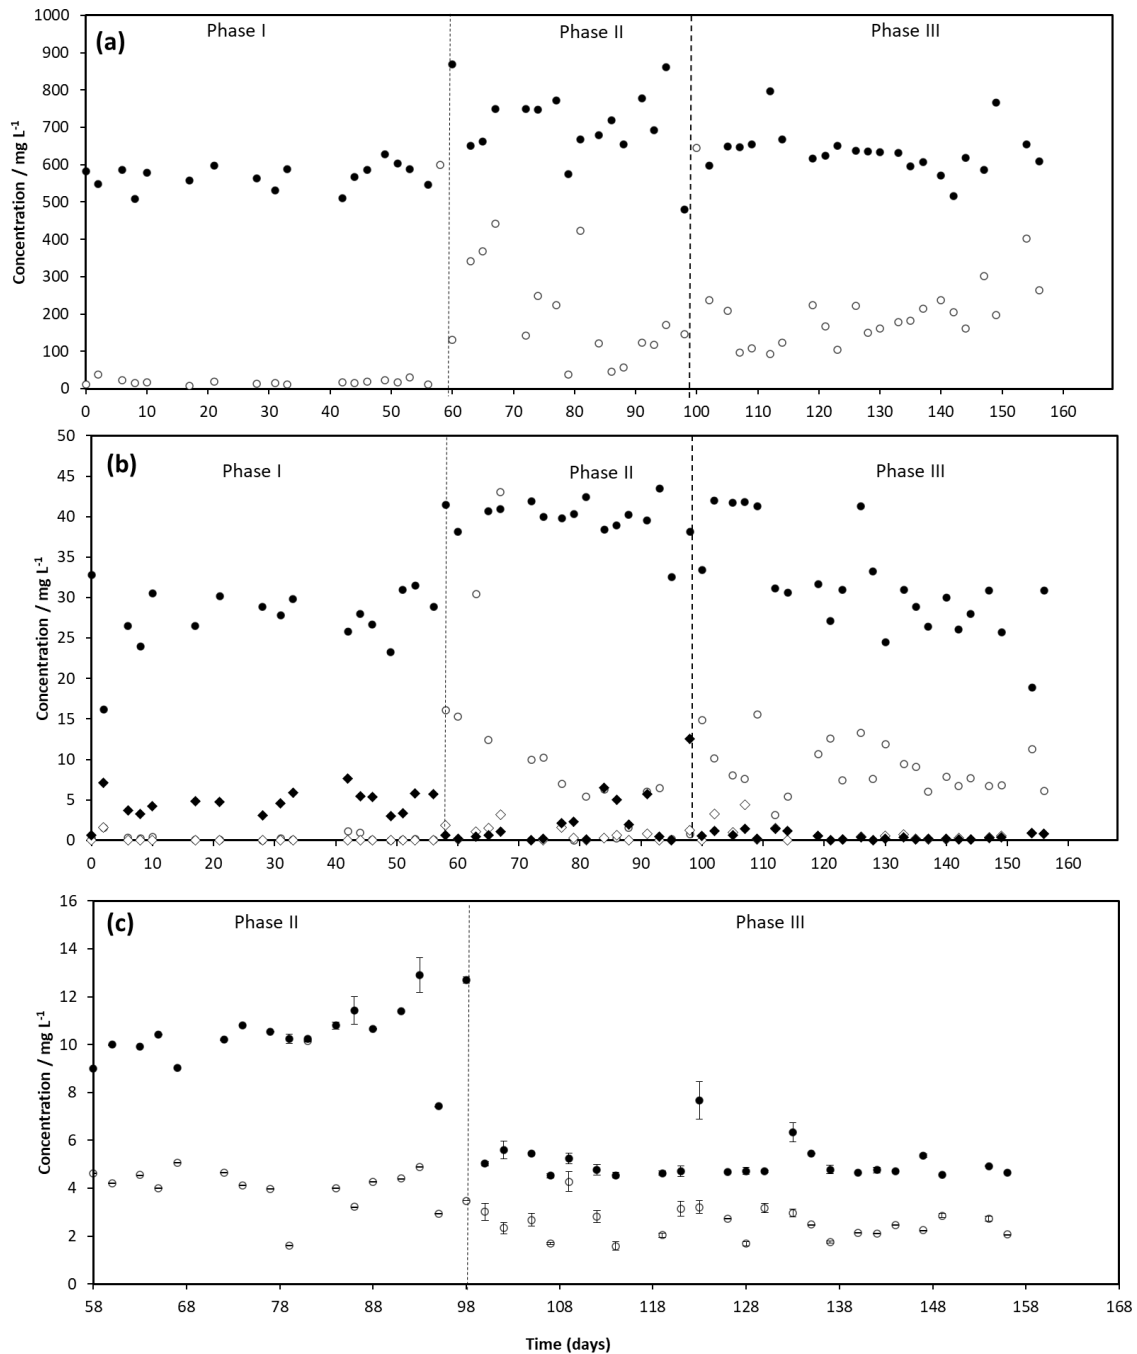 (a)
Phase I
Phase II
Phase III
Concentration / mg L-1
1000
900
800
700
600
500
400
300
200
100
0
0 10 20 30 40 50 60 70 80 90 100 110 120 130 140 150 160
(b)
Phase I
Phase II
Phase III
Concentration / mg L-1
50
45
40
35
30
25
20
15
10
5
0
0 10 20 30 40 50 60 70 80 90 100 110 120 130 140 150 160
(c)
Phase II
Phase III
Concentration / mg L-1
16
14
12
10
8
6
4
2
0
58 68 78 88 98 108 118 128 138 148 158 168
Time (days)